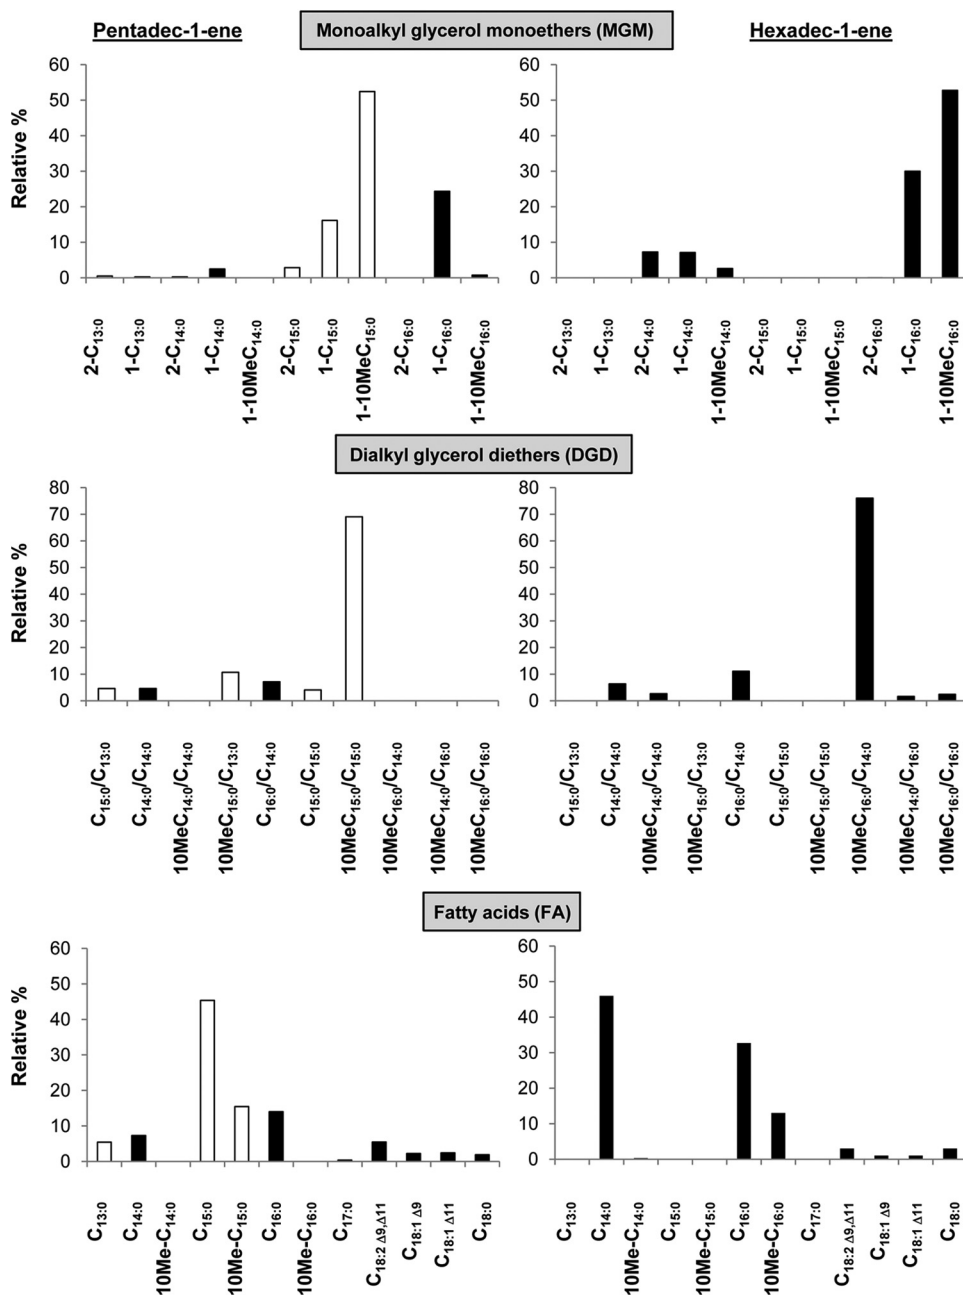 Pentadec-1-ene
Monoalkyl glycerol monoethers (MGM)
Hexadec-1-ene
Relative %
60
50
40
30
20
10
0
2-C13:0
1-C13:0
2-C14:0
1-C14:0
1-10MeC14:0
2-C15:0
1-C15:0
1-10MeC15:0
2-C16:0
1-C16:0
1-10MeC16:0
60
50
40
30
20
10
0
2-C13:0
1-C13:0
2-C14:0
1-C14:0
1-10MeC14:0
2-C15:0
1-C15:0
1-10MeC15:0
2-C16:0
1-C16:0
1-10MeC16:0
Dialkyl glycerol diethers (DGD)
Relative %
80
70
60
50
40
30
20
10
0
C15:0/C13:0
C14:0/C14:0
10MeC14:0/C14:0
10MeC15:0/C13:0
C16:0/C14:0
C15:0/C15:0
10MeC15:0/C15:0
10MeC16:0/C14:0
10MeC14:0/C16:0
10MeC16:0/C16:0
80
70
60
50
40
30
20
10
0
C15:0/C13:0
C14:0/C14:0
10MeC14:0/C14:0
10MeC15:0/C13:0
C16:0/C14:0
C15:0/C15:0
10MeC15:0/C15:0
10MeC16:0/C14:0
10MeC14:0/C16:0
10MeC16:0/C16:0
Fatty acids (FA)
Relative %
60
50
40
30
20
10
0
C13:0
C14:0
10Me-C14:0
C15:0
10Me-C15:0
C16:0
10Me-C16:0
C17:0
C18:2 Δ9,Δ11
C18:1 Δ9
C18:1 Δ11
C18:0
60
50
40
30
20
10
0
C13:0
C14:0
10Me-C14:0
C15:0
10Me-C15:0
C16:0
10Me-C16:0
C17:0
C18:2 Δ9,Δ11
C18:1 Δ9
C18:1 Δ11
C18:0